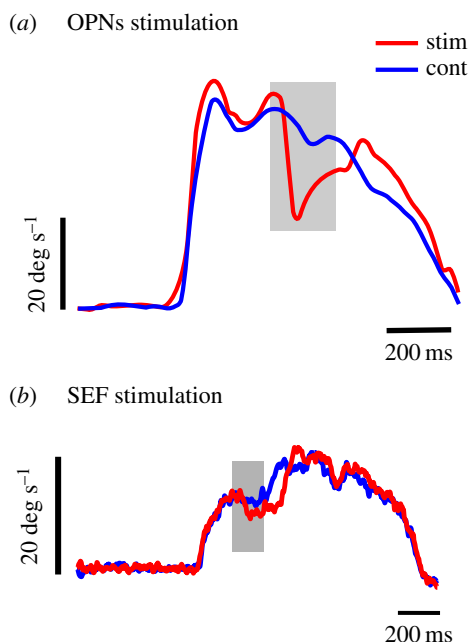 (a) OPNs stimulation
stim
cont
20 deg s⁻¹
200 ms
(b) SEF stimulation
20 deg s⁻¹
200 ms